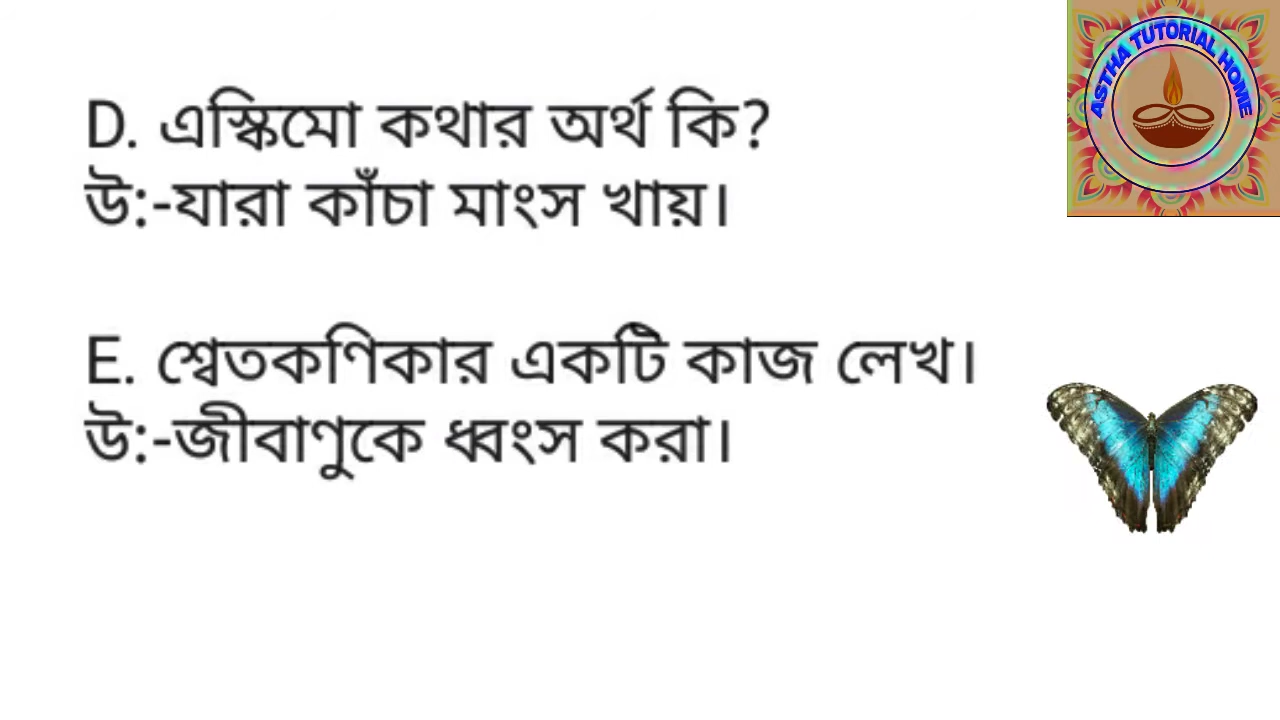 ASTHA TUTORIAL HOME
D. এস্কিমো কথার অর্থ কি?
উ:-যারা কাঁচা মাংস খায়।
E. শ্বেতকণিকার একটি কাজ লেখ।
উ:-জীবাণুকে ধ্বংস করা।